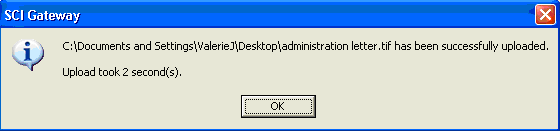 SCI Gateway
C:\Documents and Settings\ValerieJ\Desktop\administration letter.tif has been successfully uploaded.
Upload took 2 second(s).
OK